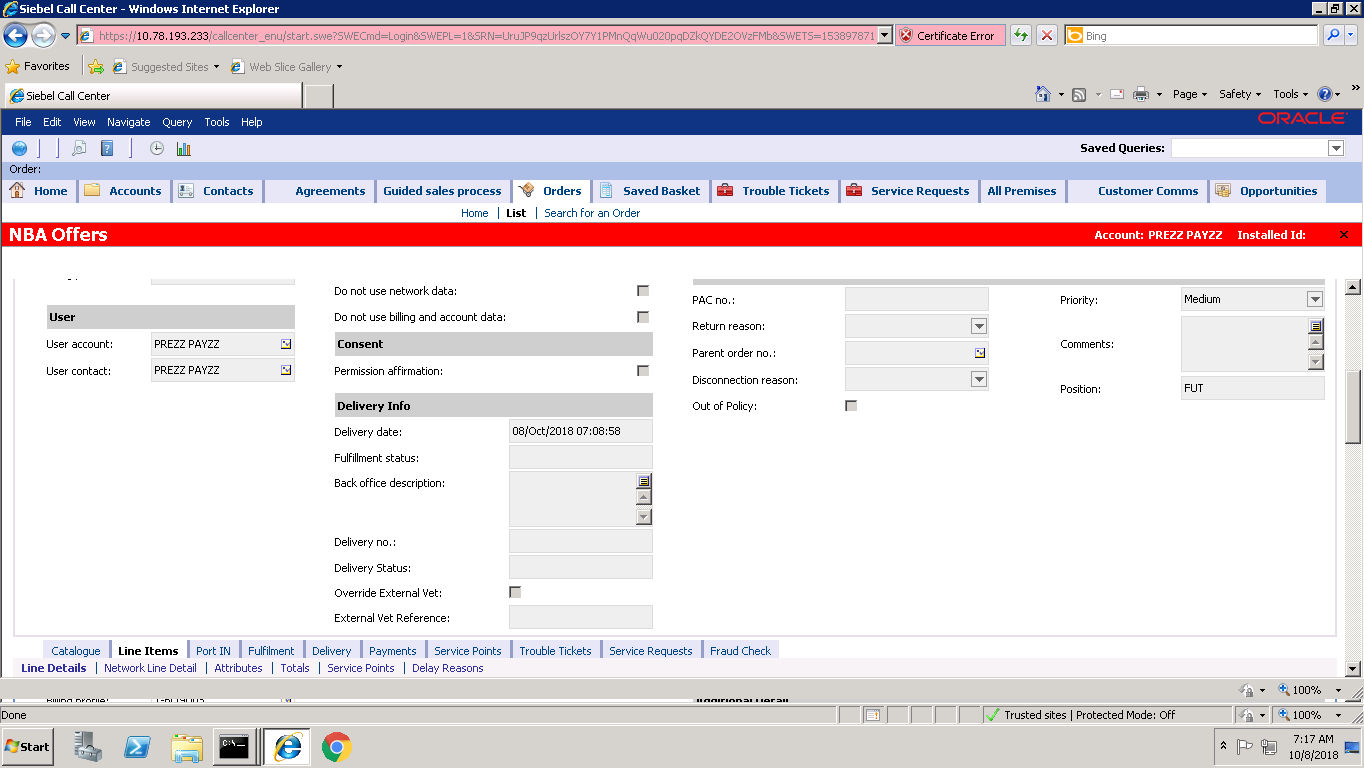 Siebel Call Center - Windows Internet Explorer
https://10.78.193.233/callcenter_enu/start.swe?SWECmd=Login&SWEPL=1&SRN=UruJP9qzUrlszOY7Y1PMnQqWu020pqDZkQYDE2OVzFMb&SWETS=153897871 Certificate Error Bing
Favorites Suggested Sites Web Slice Gallery
Siebel Call Center Page Safety Tools »
File Edit View Navigate Query Tools Help ORACLE
Saved Queries:
Order:
Home Accounts Contacts Agreements Guided sales process Orders Saved Basket Trouble Tickets Service Requests All Premises Customer Comms Opportunities
Home List Search for an Order
NBA Offers Account: PREZZ PAYZZ Installed Id:
Do not use network data: PAC no.: Priority: Medium
User Do not use billing and account data: Return reason:
User account: PREZZ PAYZZ Consent Parent order no.: Comments:
User contact: PREZZ PAYZZ Permission affirmation: Disconnection reason: Position: FUT
Delivery Info Out of Policy:
Delivery date: 08/Oct/2018 07:08:58
Fulfillment status:
Back office description:
Delivery no.:
Delivery Status:
Override External Vet:
External Vet Reference:
Catalogue Line Items Port IN Fulfilment Delivery Payments Service Points Trouble Tickets Service Requests Fraud Check
Line Details Network Line Detail Attributes Totals Service Points Delay Reasons
100%
Done Trusted sites | Protected Mode: Off 100%
Start 7:17 AM
10/8/2018